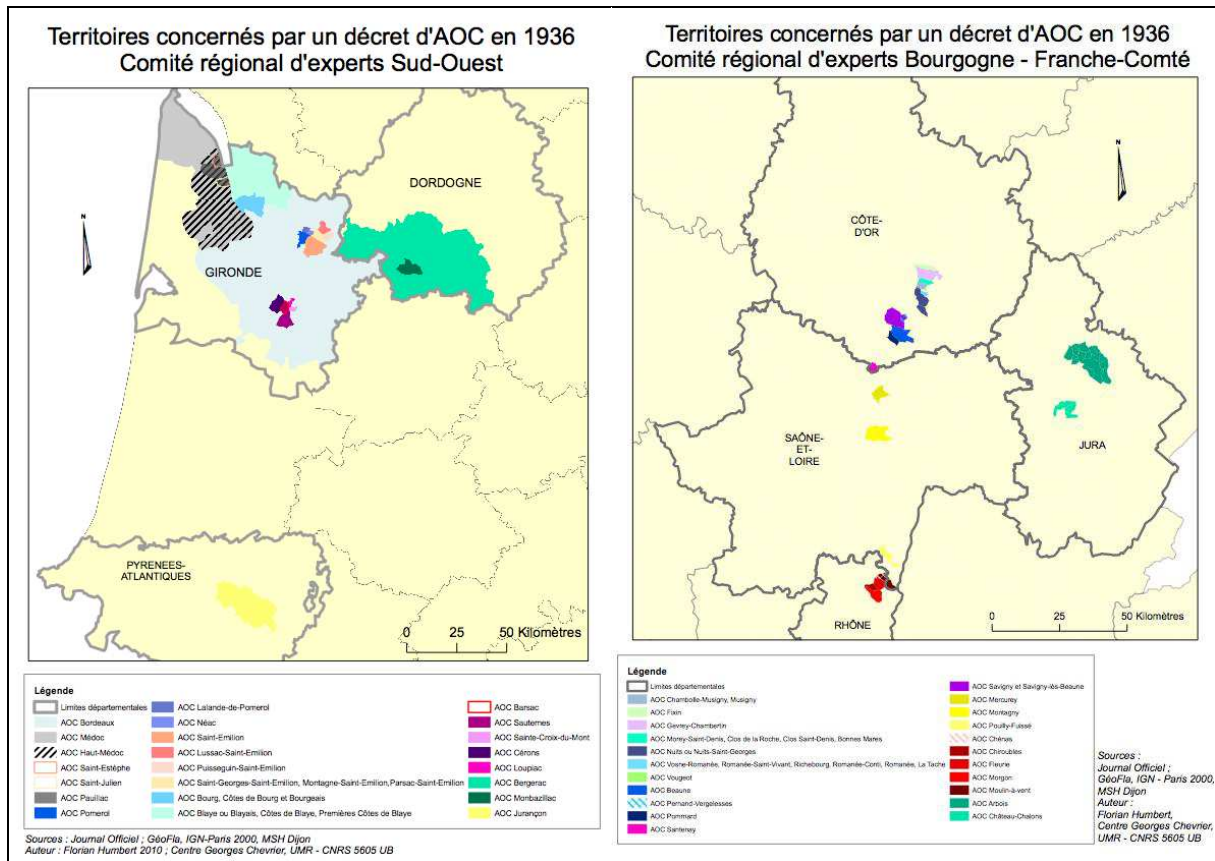 Territoires concernés par un décret d'AOC en 1936
Comité régional d'experts Sud-Ouest
N
DORDOGNE
GIRONDE
PYRENEES-
ATLANTIQUES
0 25 50 Kilomètres
Légende
Limites départementales
AOC Bordeaux
AOC Médoc
AOC Haut-Médoc
AOC Saint-Estèphe
AOC Saint-Julien
AOC Pauillac
AOC Pomerol
AOC Lalande-de-Pomerol
AOC Néac
AOC Saint-Emilion
AOC Lussac-Saint-Emilion
AOC Puisseguin-Saint-Emilion
AOC Saint-Georges-Saint-Emilion, Montagne-Saint-Emilion,Parsac-Saint-Emilion
AOC Bourg, Côtes de Bourg et Bourgeais
AOC Blaye ou Blayais, Côtes de Blaye, Premières Côtes de Blaye
AOC Barsac
AOC Sauternes
AOC Sainte-Croix-du-Mont
AOC Cérons
AOC Loupiac
AOC Bergerac
AOC Monbazillac
AOC Jurançon
Sources : Journal Officiel ; GéoFla, IGN-Paris 2000, MSH Dijon
Auteur : Florian Humbert 2010 ; Centre Georges Chevrier, UMR - CNRS 5605 UB
Territoires concernés par un décret d'AOC en 1936
Comité régional d'experts Bourgogne - Franche-Comté
N
CÔTE-
D'OR
SAÔNE-
ET-
LOIRE
JURA
RHÔNE
0 25 50 Kilomètres
Légende
Limites départementales
AOC Chambolle-Musigny, Musigny
AOC Fixin
AOC Gevrey-Chambertin
AOC Morey-Saint-Denis, Clos de la Roche, Clos Saint-Denis, Bonnes Mares
AOC Nuits ou Nuits-Saint-Georges
AOC Vosne-Romanée, Romanée-Saint-Vivant, Richebourg, Romanée-Conti, Romanée, La Tache
AOC Vougeot
AOC Beaune
AOC Pernand-Vergelesses
AOC Pommard
AOC Santenay
AOC Savigny et Savigny-lès-Beaune
AOC Mercurey
AOC Montagny
AOC Pouilly-Fuissé
AOC Chénas
AOC Chiroubles
AOC Fleurie
AOC Morgon
AOC Moulin-à-vent
AOC Arbois
AOC Château-Chalons
Sources :
Journal Officiel ;
GéoFla, IGN - Paris 2000,
MSH Dijon
Auteur :
Florian Humbert,
Centre Georges Chevrier,
UMR - CNRS 5605 UB